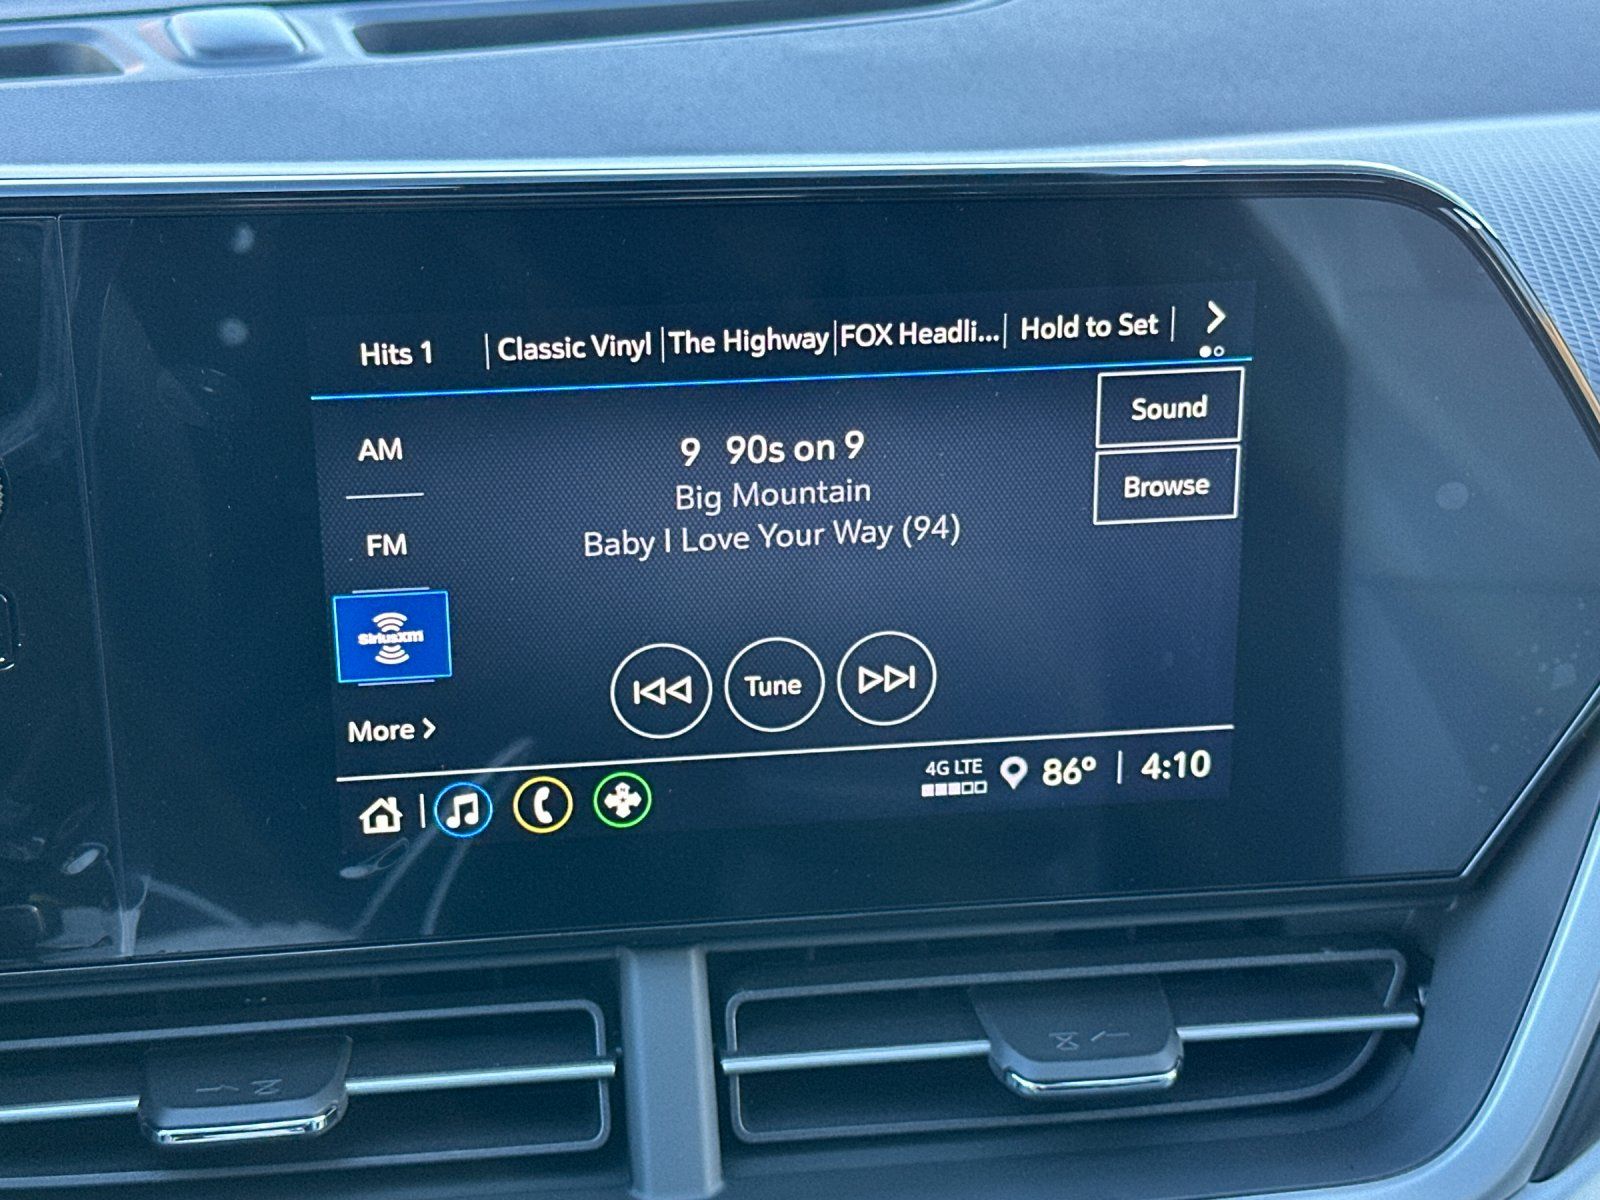 Hits 1 | Classic Vinyl | The Highway | FOX Headli... | Hold to Set |
Sound
AM
9 90s on 9
Big Mountain
Browse
Baby I Love Your Way (94)
FM
SiriusXM
Tune
More
4G LTE
86° | 4:10